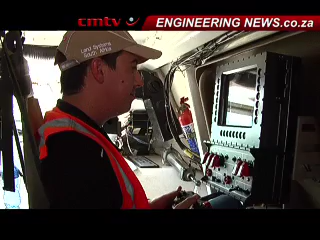 cmtv
ENGINEERING NEWS.co.za
Land Systems
South Africa